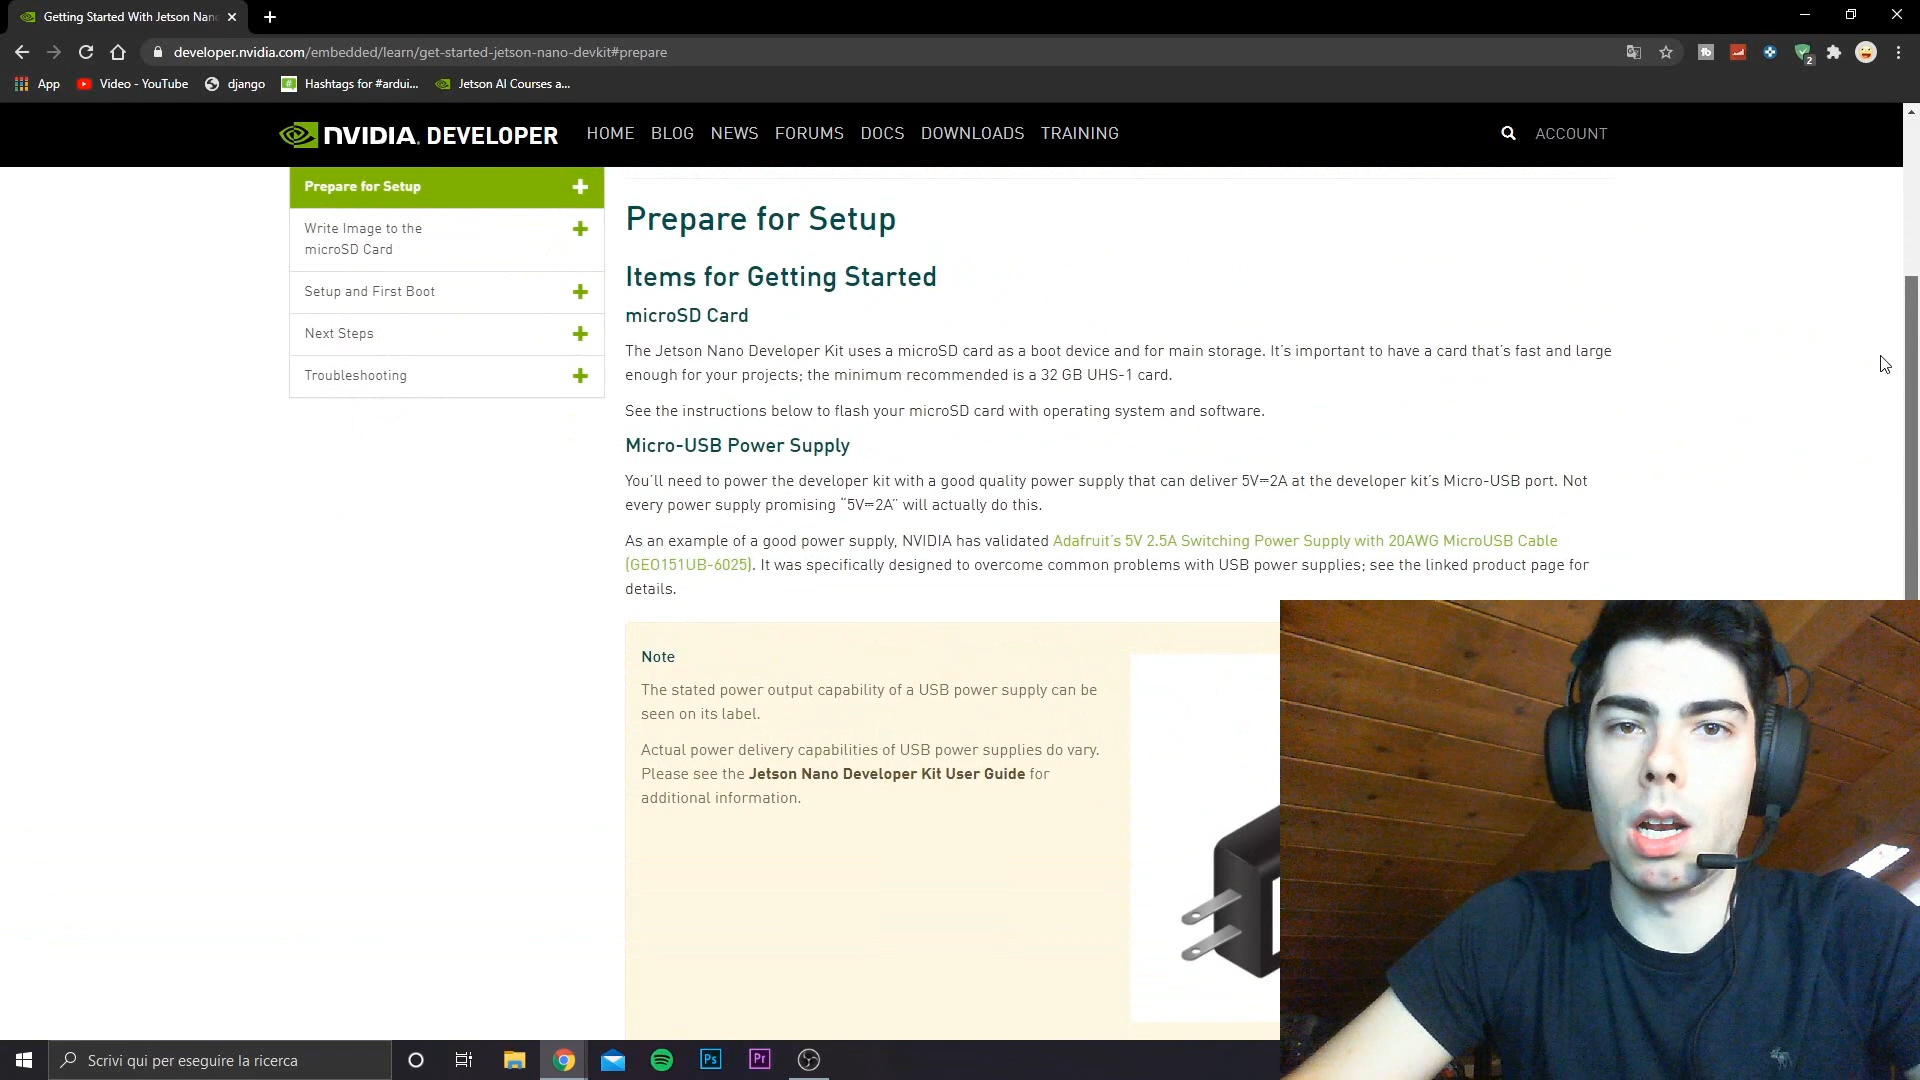 Getting Started With Jetson Nan
developer.nvidia.com/embedded/learn/get-started-jetson-nano-devkit#prepare
2
App
Video - YouTube
django
Hashtags for #ardui...
Jetson AI Courses a...
NVIDIA. DEVELOPER
HOME BLOG NEWS FORUMS DOCS DOWNLOADS TRAINING
ACCOUNT
Prepare for Setup
Write Image to the
microSD Card
Setup and First Boot
Next Steps
Troubleshooting
Prepare for Setup
Items for Getting Started
microSD Card
The Jetson Nano Developer Kit uses a microSD card as a boot device and for main storage. It's important to have a card that's fast and large
enough for your projects; the minimum recommended is a 32 GB UHS-1 card.
See the instructions below to flash your microSD card with operating system and software.
Micro-USB Power Supply
You'll need to power the developer kit with a good quality power supply that can deliver 5V⎓2A at the developer kit's Micro-USB port. Not
every power supply promising “5V⎓2A” will actually do this.
As an example of a good power supply, NVIDIA has validated Adafruit's 5V 2.5A Switching Power Supply with 20AWG MicroUSB Cable
(GEO151UB-6025). It was specifically designed to overcome common problems with USB power supplies; see the linked product page for
details.
Note
The stated power output capability of a USB power supply can be
seen on its label.
Actual power delivery capabilities of USB power supplies do vary.
Please see the Jetson Nano Developer Kit User Guide for
additional information.
Scrivi qui per eseguire la ricerca
Ps
Pr